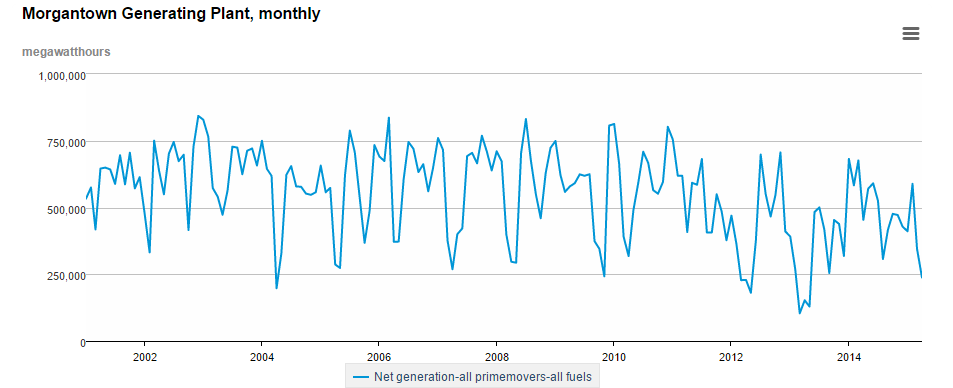 Morgantown Generating Plant, monthly
megawatthours
1,000,000
750,000
500,000
250,000
0
2002 2004 2006 2008 2010 2012 2014
Net generation-all primemovers-all fuels